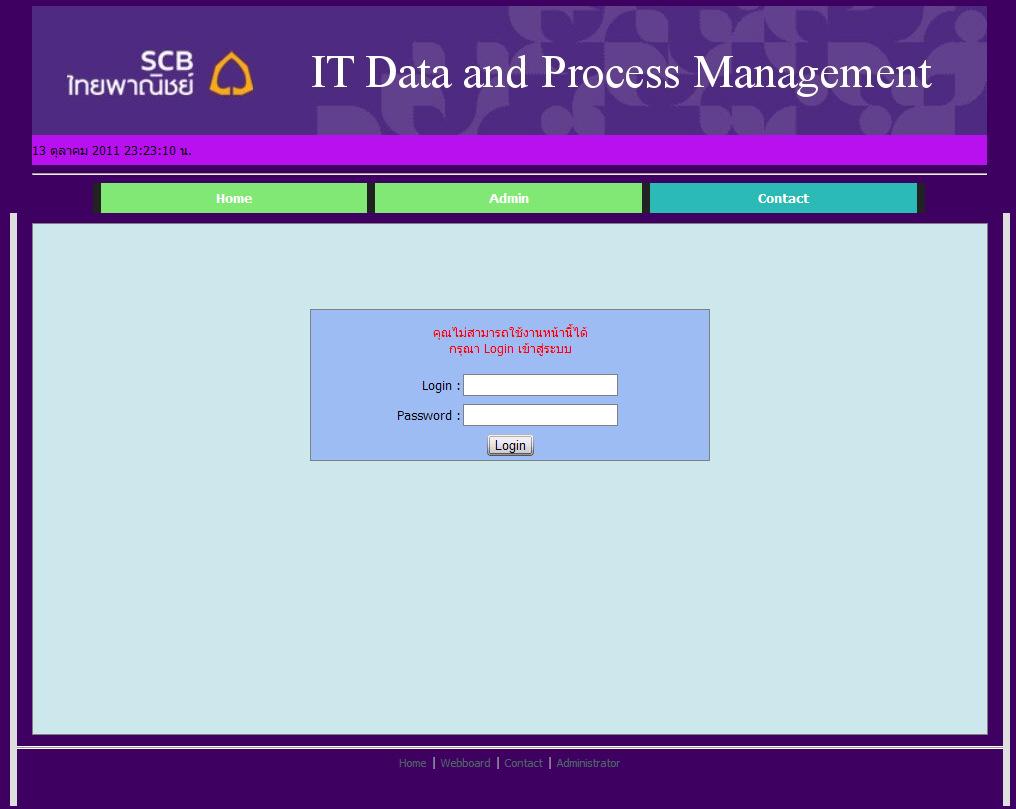 SCB
ไทยพาณิชย์
IT Data and Process Management
13 ตุลาคม 2011 23:23:10 น.
Home Admin Contact
คุณไม่สามารถใช้งานหน้านี้ได้
กรุณา Login เข้าสู่ระบบ
Login :
Password :
Login
Home | Webboard | Contact | Administrator